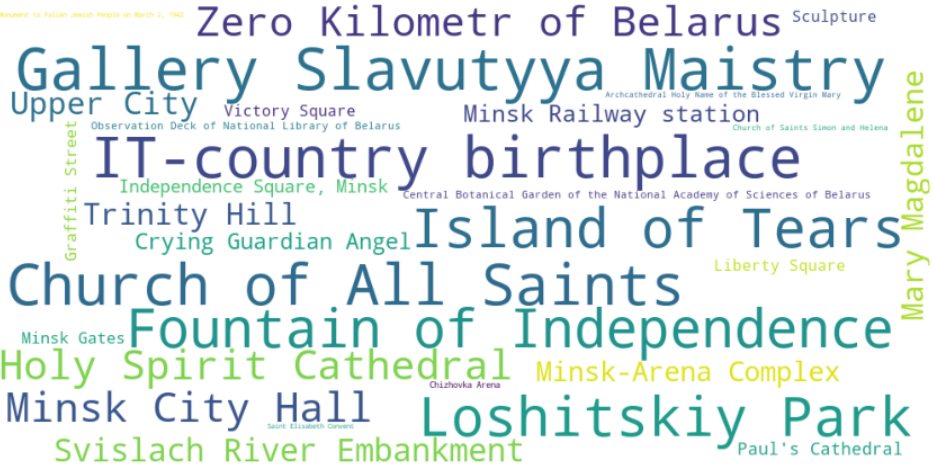 Monument to Fallen Jewish People on March 2, 1942
Zero Kilometr of Belarus
Sculpture
Gallery Slavutyya Maistry
Archcathedral Holy Name of the Blessed Virgin Mary
Upper City
Victory Square
Minsk Railway station
Observation Deck of National Library of Belarus
Church of Saints Simon and Helena
Graffiti Street
IT-country birthplace
Mary Magdalene
Independence Square, Minsk
Central Botanical Garden of the National Academy of Sciences of Belarus
Trinity Hill
Island of Tears
Crying Guardian Angel
Church of All Saints
Liberty Square
Minsk Gates
Fountain of Independence
Holy Spirit Cathedral
Minsk-Arena Complex
Chizhovka Arena
Minsk City Hall
Loshitskiy Park
Saint Elisabeth Convent
Svislach River Embankment
Paul's Cathedral